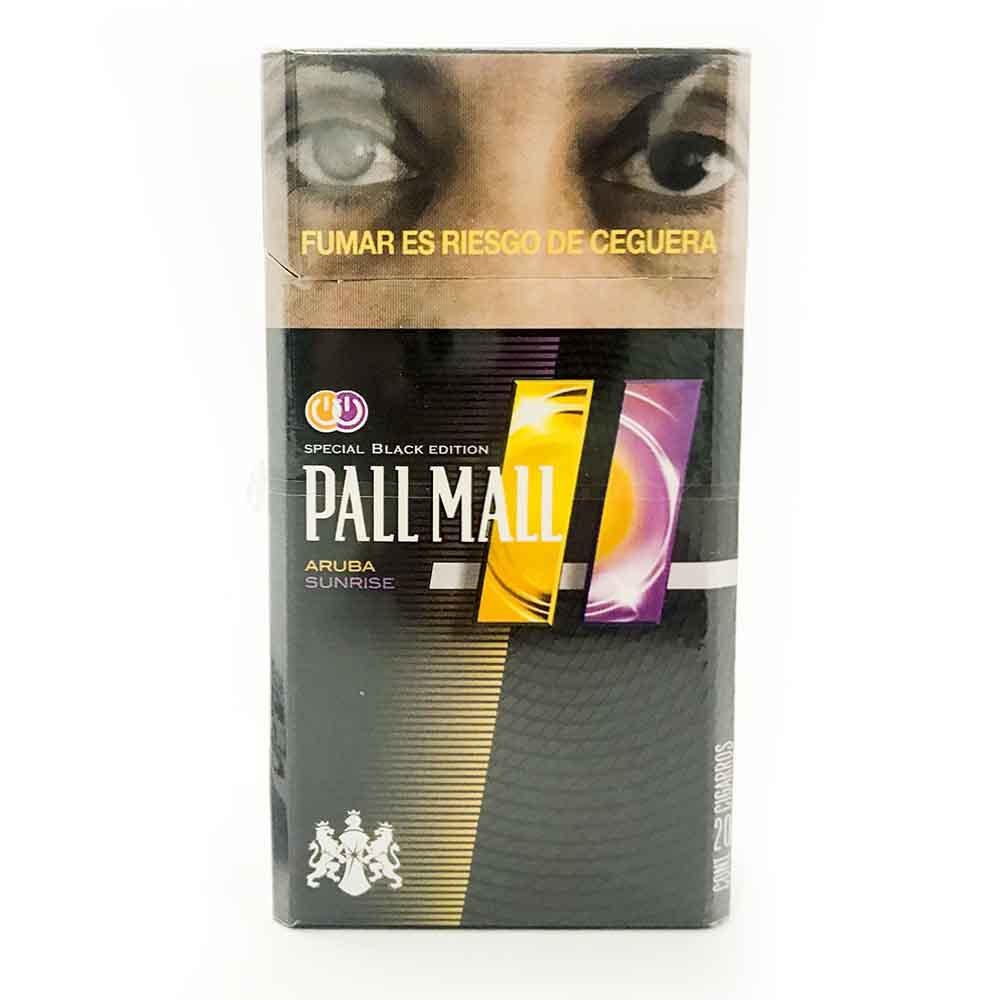 FUMAR ES RIESGO DE CEGUERA
SPECIAL BLACK EDITION
PALL MALL
ARUBA
SUNRISE
CONT. 20 CIGARROS